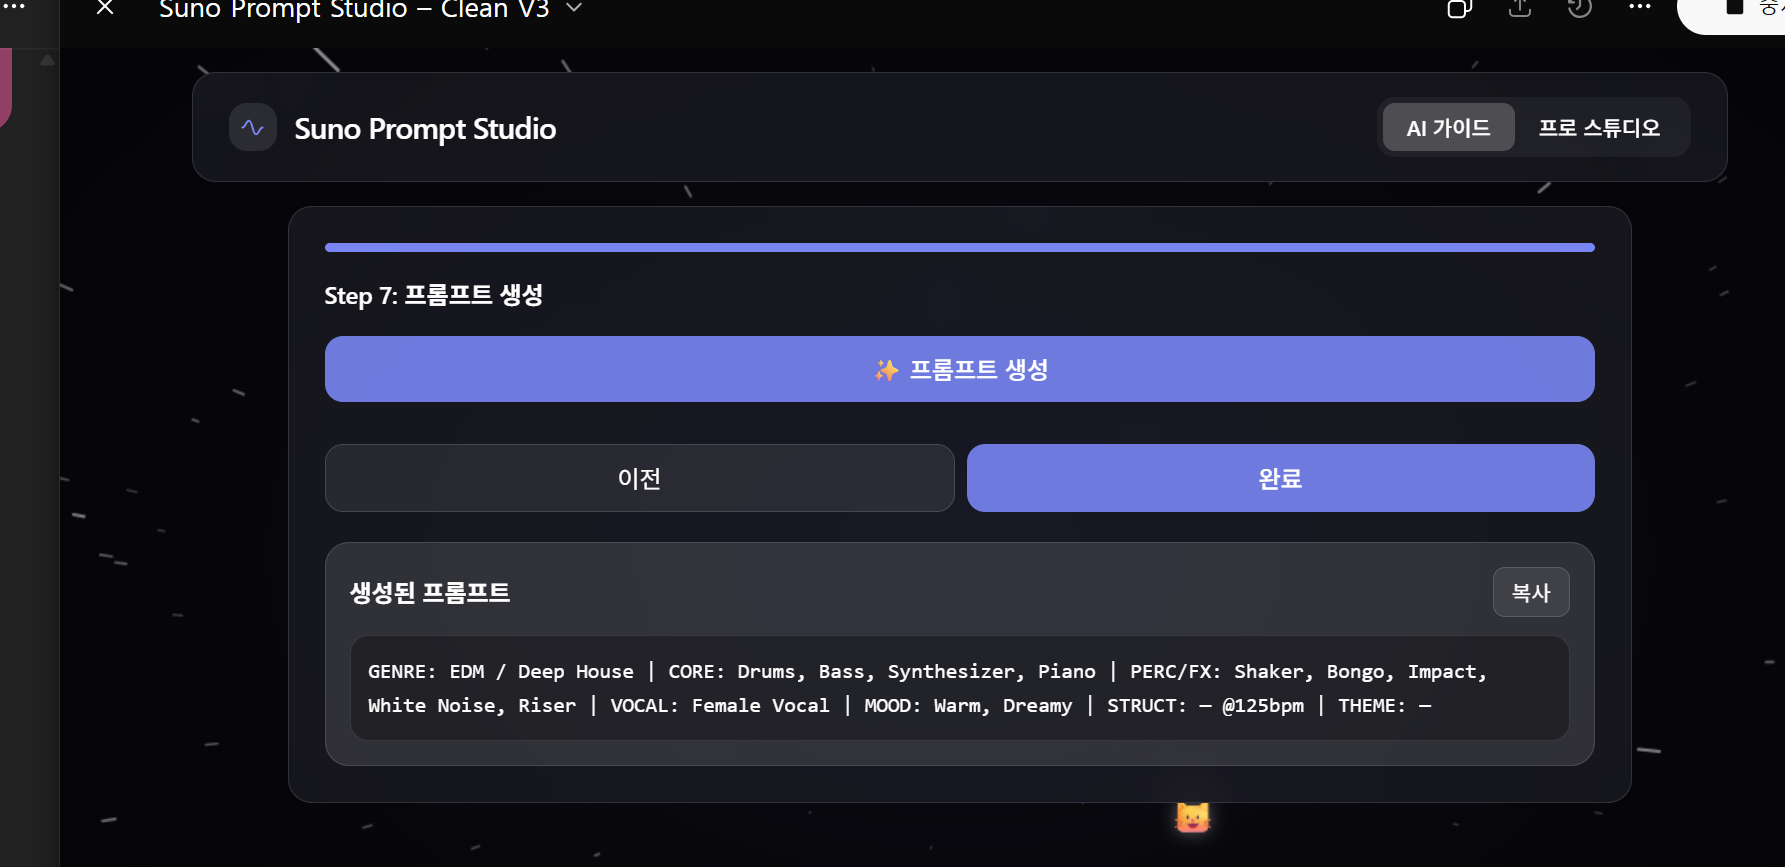 Suno Prompt Studio – Clean V3
Suno Prompt Studio
AI 가이드
프로 스튜디오
Step 7: 프롬프트 생성
✨ 프롬프트 생성
이전
완료
생성된 프롬프트
복사
GENRE: EDM / Deep House | CORE: Drums, Bass, Synthesizer, Piano | PERC/FX: Shaker, Bongo, Impact,
White Noise, Riser | VOCAL: Female Vocal | MOOD: Warm, Dreamy | STRUCT: — @125bpm | THEME: —